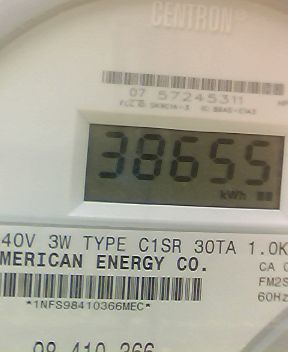 CENTRON
07 57245311
38655
kWh
40V 3W TYPE C1SR 30TA 1.0K
MERICAN ENERGY CO.
CA
FM2S
60Hz
*1NFS98410366MEC*
98 410 366